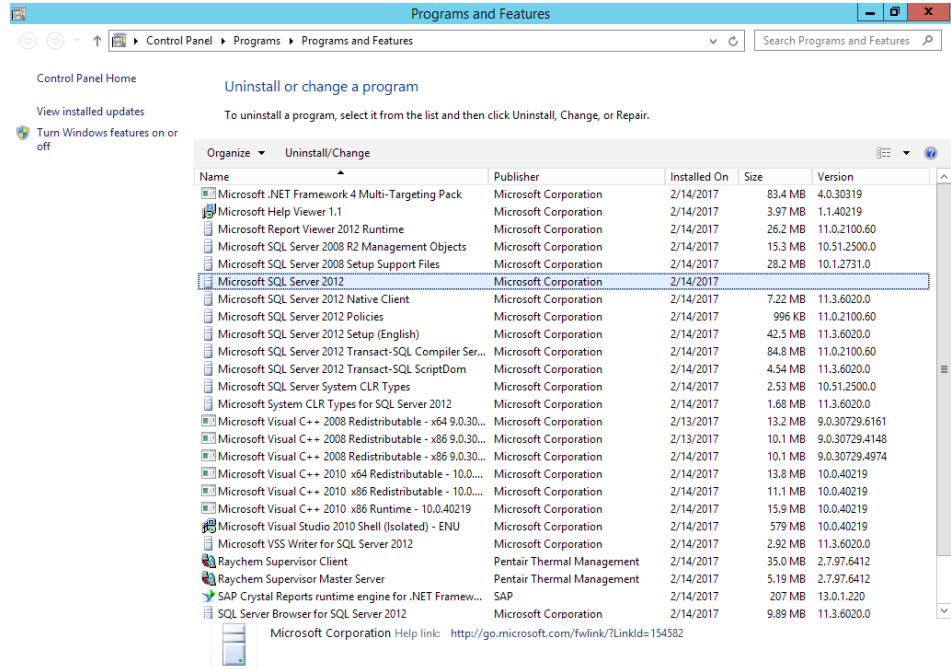 Programs and Features
Control Panel Programs Programs and Features Search Programs and Features
Control Panel Home
View installed updates
Turn Windows features on or
off
Uninstall or change a program
To uninstall a program, select it from the list and then click Uninstall, Change, or Repair.
Organize Uninstall/Change
Name Publisher Installed On Size Version
Microsoft .NET Framework 4 Multi-Targeting Pack Microsoft Corporation 2/14/2017 83.4 MB 4.0.30319
Microsoft Help Viewer 1.1 Microsoft Corporation 2/14/2017 3.97 MB 1.1.40219
Microsoft Report Viewer 2012 Runtime Microsoft Corporation 2/14/2017 26.2 MB 11.0.2100.60
Microsoft SQL Server 2008 R2 Management Objects Microsoft Corporation 2/14/2017 15.3 MB 10.51.2500.0
Microsoft SQL Server 2008 Setup Support Files Microsoft Corporation 2/14/2017 28.2 MB 10.1.2731.0
Microsoft SQL Server 2012 Microsoft Corporation 2/14/2017
Microsoft SQL Server 2012 Native Client Microsoft Corporation 2/14/2017 7.22 MB 11.3.6020.0
Microsoft SQL Server 2012 Policies Microsoft Corporation 2/14/2017 996 KB 11.0.2100.60
Microsoft SQL Server 2012 Setup (English) Microsoft Corporation 2/14/2017 42.5 MB 11.3.6020.0
Microsoft SQL Server 2012 Transact-SQL Compiler Ser... Microsoft Corporation 2/14/2017 84.8 MB 11.0.2100.60
Microsoft SQL Server 2012 Transact-SQL ScriptDom Microsoft Corporation 2/14/2017 4.54 MB 11.3.6020.0
Microsoft SQL Server System CLR Types Microsoft Corporation 2/14/2017 2.53 MB 10.51.2500.0
Microsoft System CLR Types for SQL Server 2012 Microsoft Corporation 2/14/2017 1.68 MB 11.3.6020.0
Microsoft Visual C++ 2008 Redistributable - x64 9.0.30... Microsoft Corporation 2/13/2017 13.2 MB 9.0.30729.6161
Microsoft Visual C++ 2008 Redistributable - x86 9.0.30... Microsoft Corporation 2/13/2017 10.1 MB 9.0.30729.4148
Microsoft Visual C++ 2008 Redistributable - x86 9.0.30... Microsoft Corporation 2/14/2017 10.1 MB 9.0.30729.4974
Microsoft Visual C++ 2010 x64 Redistributable - 10.0.... Microsoft Corporation 2/14/2017 13.8 MB 10.0.40219
Microsoft Visual C++ 2010 x86 Redistributable - 10.0.... Microsoft Corporation 2/14/2017 11.1 MB 10.0.40219
Microsoft Visual C++ 2010 x86 Runtime - 10.0.40219 Microsoft Corporation 2/14/2017 15.9 MB 10.0.40219
Microsoft Visual Studio 2010 Shell (Isolated) - ENU Microsoft Corporation 2/14/2017 579 MB 10.0.40219
Microsoft VSS Writer for SQL Server 2012 Microsoft Corporation 2/14/2017 2.92 MB 11.3.6020.0
Raychem Supervisor Client Pentair Thermal Management 2/14/2017 35.0 MB 2.7.97.6412
Raychem Supervisor Master Server Pentair Thermal Management 2/14/2017 5.19 MB 2.7.97.6412
SAP Crystal Reports runtime engine for .NET Framew... SAP 2/14/2017 207 MB 13.0.1.220
SQL Server Browser for SQL Server 2012 Microsoft Corporation 2/14/2017 9.89 MB 11.3.6020.0
Microsoft Corporation Help link: http://go.microsoft.com/fwlink/?LinkId=154582